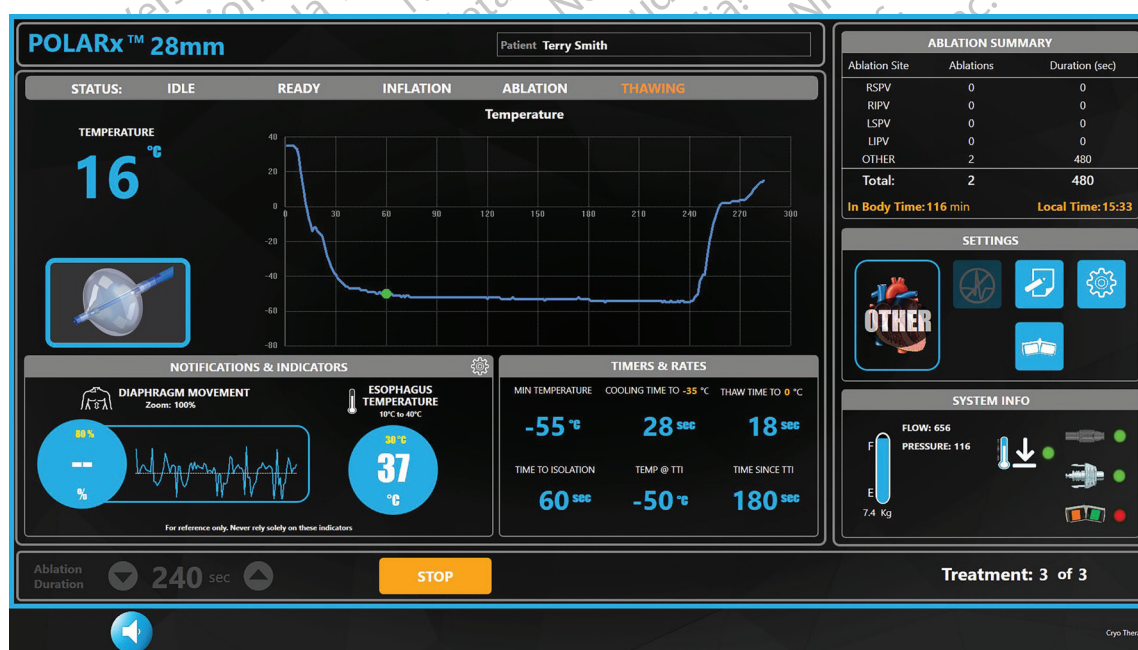 POLARx™ 28mm
Patient Terry Smith
STATUS: IDLE READY INFLATION ABLATION THAWING
TEMPERATURE
16 °C
Temperature
40
20
0
-20
-40
-60
-80
0 30 60 90 120 150 180 210 240 270 300
NOTIFICATIONS & INDICATORS
DIAPHRAGM MOVEMENT
Zoom: 100%
80 %
--
%
ESOPHAGUS
TEMPERATURE
10°C to 40°C
30 °C
37
°C
For reference only. Never rely solely on these indicators
TIMERS & RATES
MIN TEMPERATURE COOLING TIME TO -35 °C THAW TIME TO 0 °C
-55 °C 28 sec 18 sec
TIME TO ISOLATION TEMP @ TTI TIME SINCE TTI
60 sec -50 °C 180 sec
ABLATION SUMMARY
Ablation Site Ablations Duration (sec)
RSPV 0 0
RIPV 0 0
LSPV 0 0
LIPV 0 0
OTHER 2 480
Total: 2 480
In Body Time: 116 min Local Time: 15:33
SETTINGS
OTHER
SYSTEM INFO
FLOW: 656
PRESSURE: 116
F
E
7.4 Kg
Ablation
Duration
240 sec
STOP
Treatment: 3 of 3